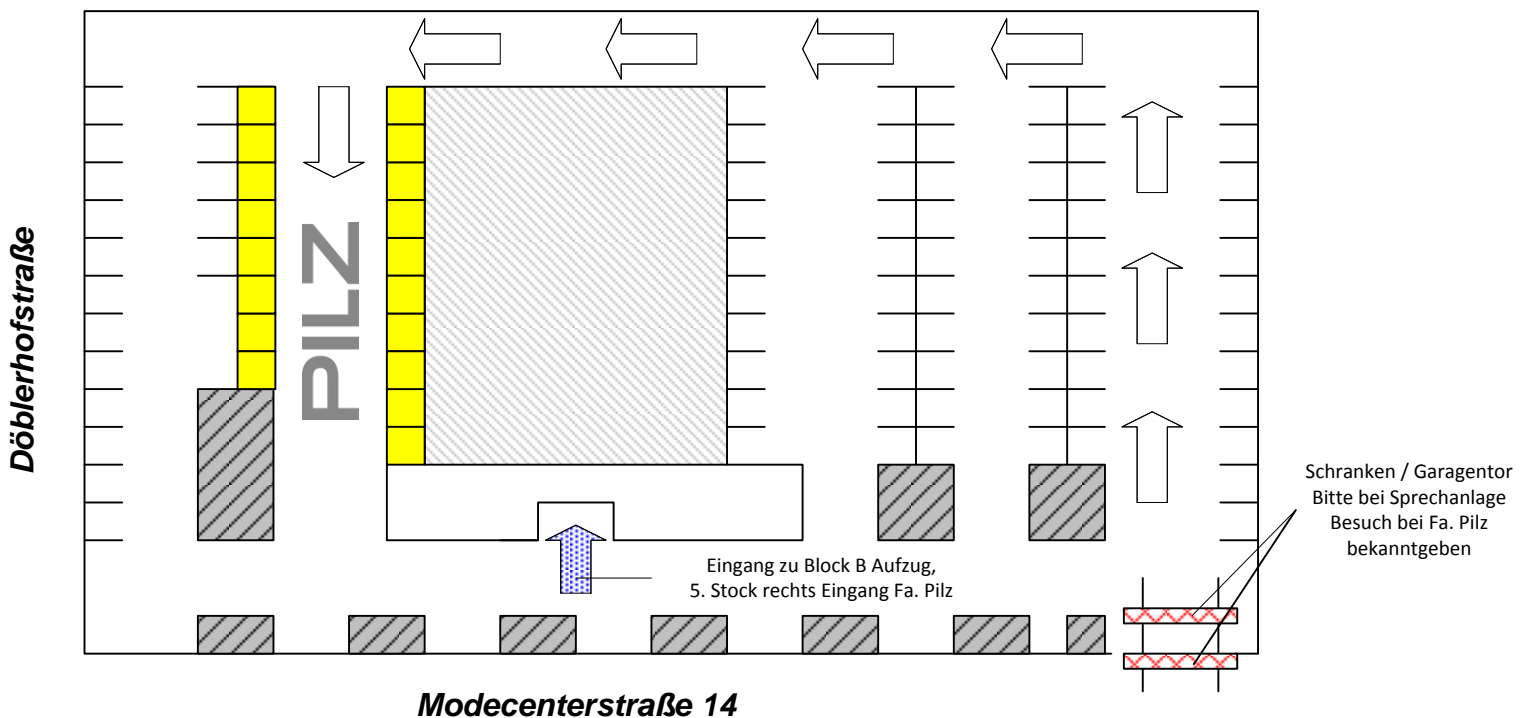 Döblerhofstraße
PILZ
Schranken / Garagentor
Bitte bei Sprechanlage
Besuch bei Fa. Pilz
bekanntgeben
Eingang zu Block B Aufzug,
5. Stock rechts Eingang Fa. Pilz
Modecenterstraße 14